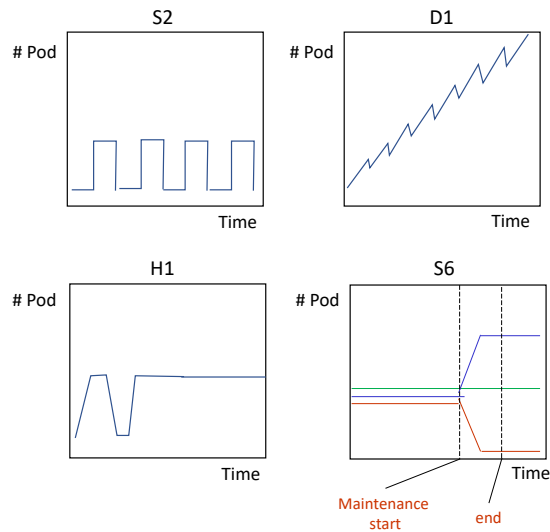 S2
D1
# Pod
# Pod
Time
Time
H1
S6
# Pod
# Pod
Time
Time
Maintenance
start
end